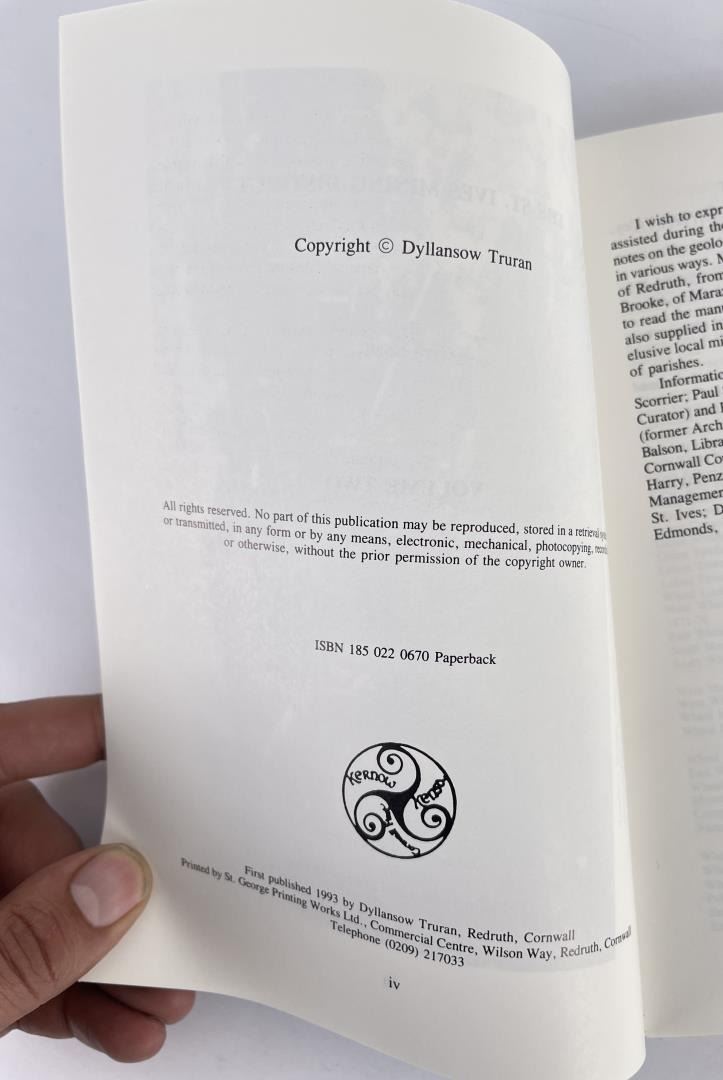 Copyright © Dyllansow Truran
All rights reserved. No part of this publication may be reproduced, stored in a retrieval
or transmitted, in any form or by any means, electronic, mechanical, photocopying,
or otherwise, without the prior permission of the copyright owner.
ISBN 185 022 0670 Paperback
Kernow
Kensa
First published 1993 by Dyllansow Truran, Redruth, Cornwall
Printed by St. George Printing Works Ltd., Commercial Centre, Wilson Way, Redruth, Cornwall
Telephone (0209) 217033
iv
I wish to expr
assisted during the
notes on the geolo
in various ways. M
of Redruth, from
Brooke, of Mara
to read the man
also supplied in
elusive local mi
of parishes.
Informatio
Scorrier; Paul
Curator) and
(former Arch
Balson, Libra
Cornwall Co
Harry, Penz
Managemen
St. Ives; D
Edmonds,